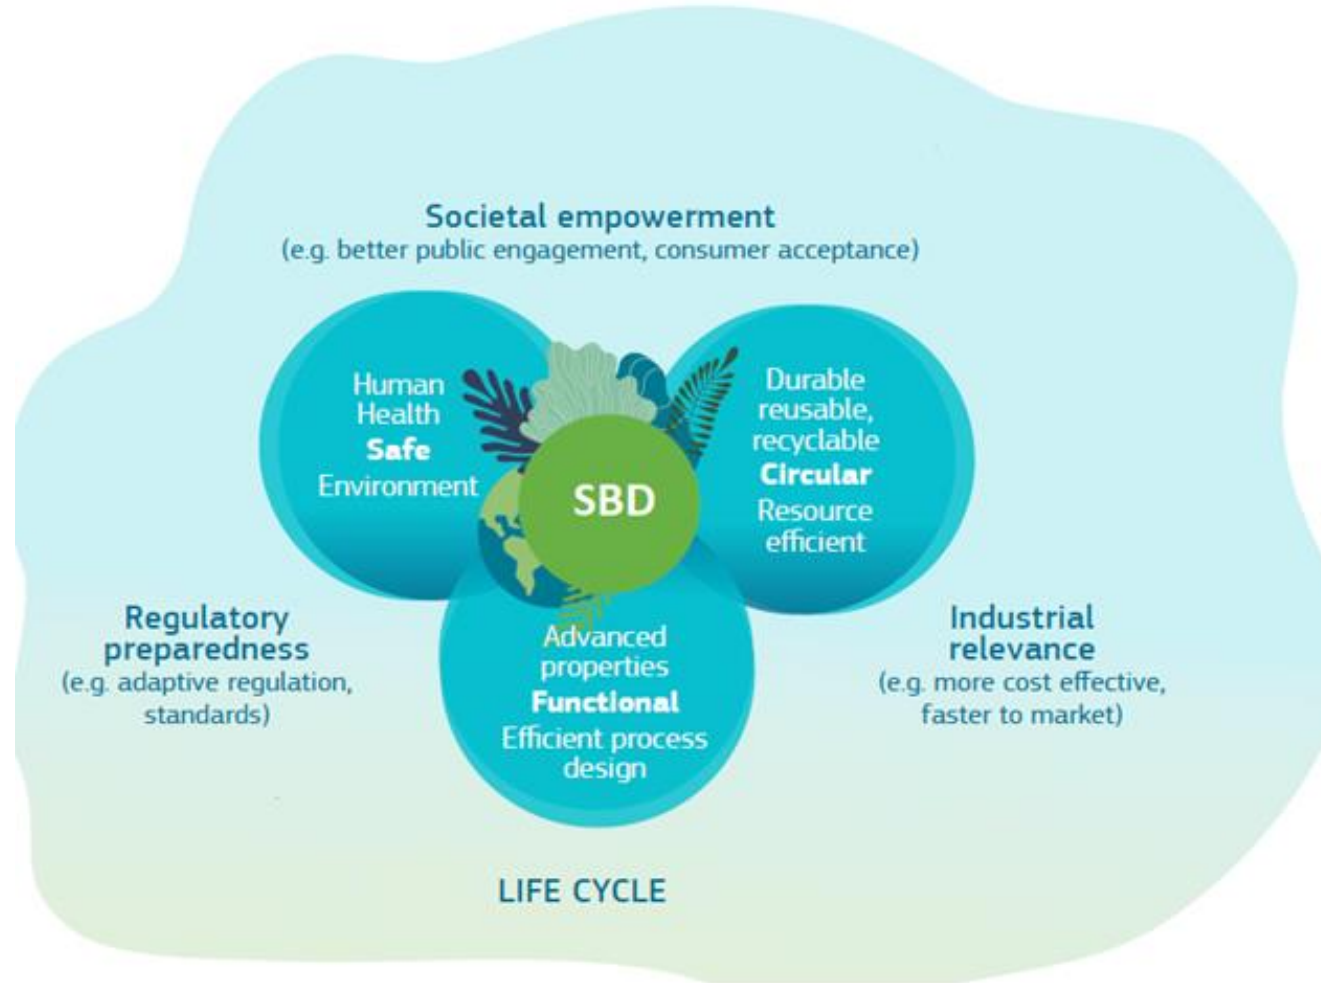 Societal empowerment
(e.g. better public engagement, consumer acceptance)
Human
Health
Safe
Environment
SBD
Durable
reusable,
recyclable
Circular
Resource
efficient
Regulatory
preparedness
(e.g. adaptive regulation,
standards)
Advanced
properties
Functional
Efficient process
design
Industrial
relevance
(e.g. more cost effective,
faster to market)
LIFE CYCLE